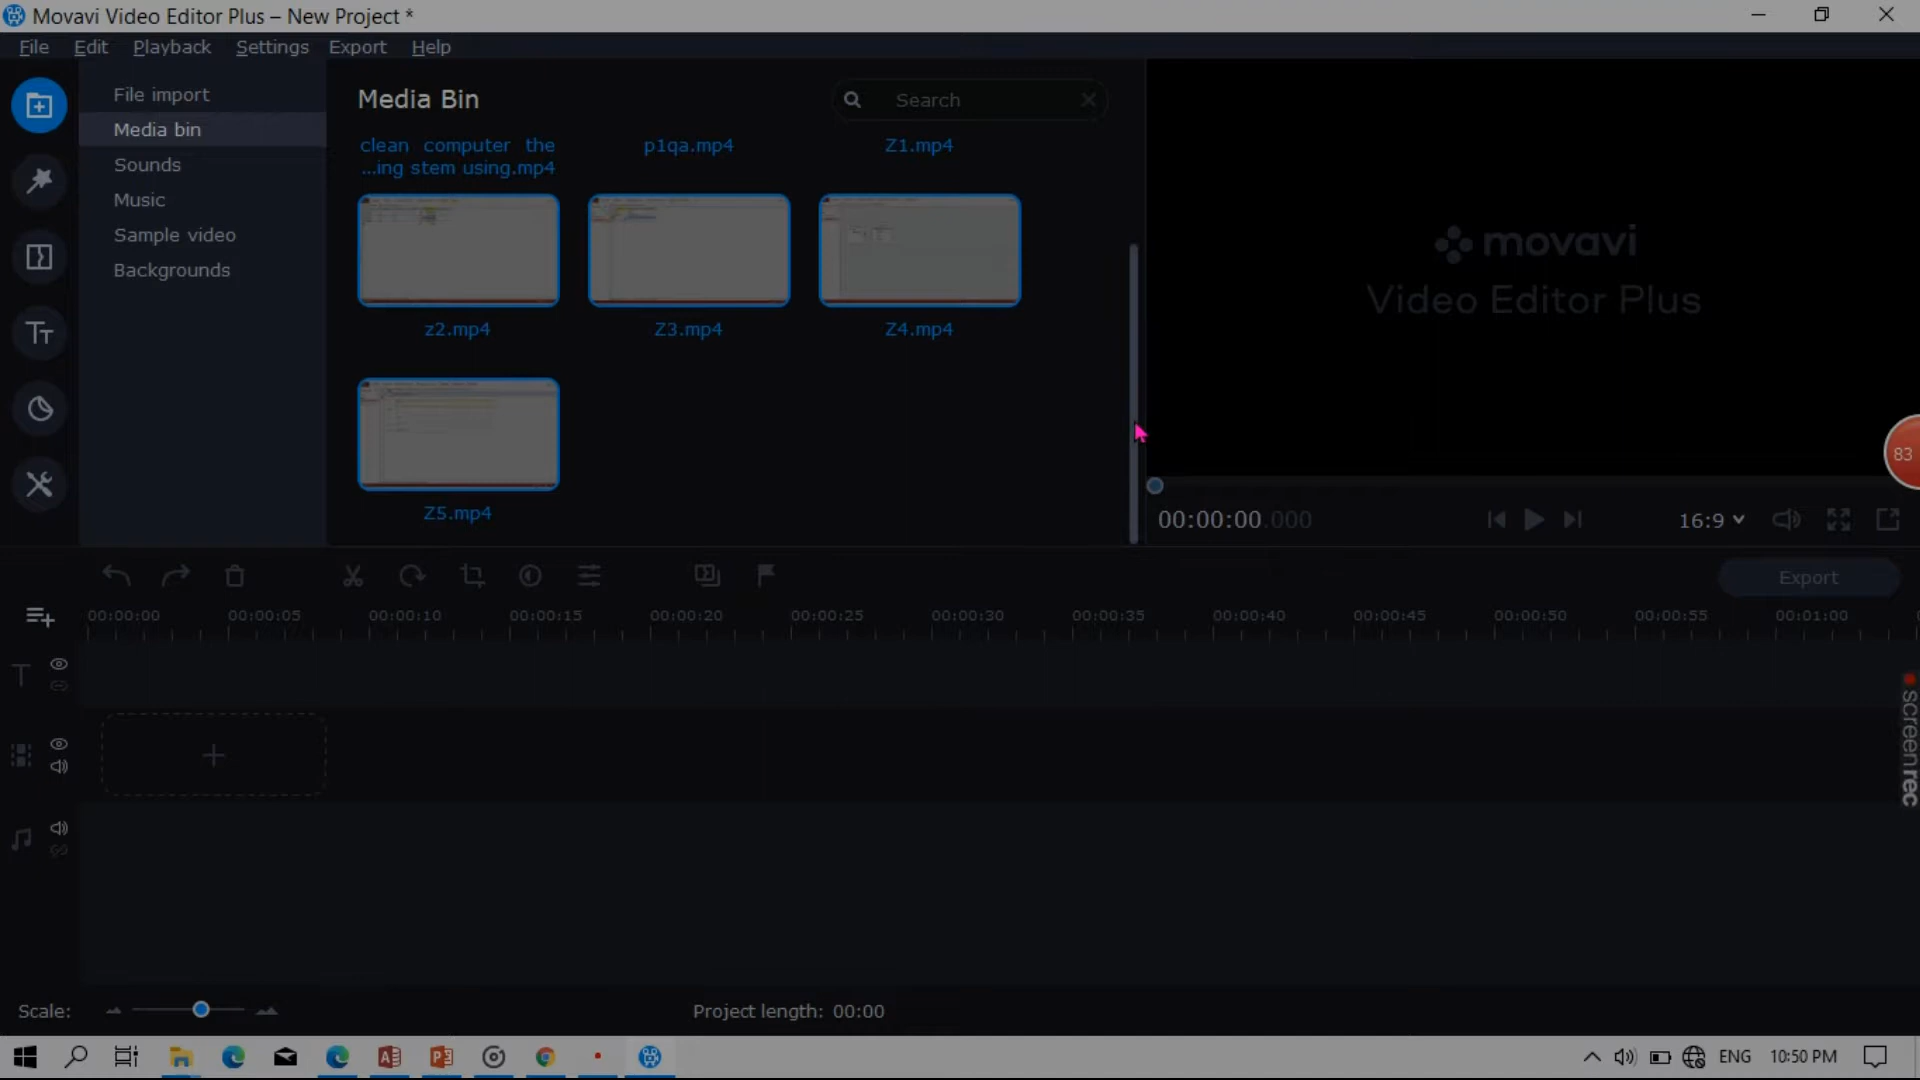 Movavi Video Editor Plus – New Project *
File Edit Playback Settings Export Help
File import
Media bin
Sounds
Music
Sample video
Backgrounds
Media Bin
Search
clean computer the
...ing stem using.mp4
p1qa.mp4
Z1.mp4
z2.mp4
Z3.mp4
Z4.mp4
Z5.mp4
movavi
Video Editor Plus
83
00:00:00.000
16:9
Export
00:00:00 00:00:05 00:00:10 00:00:15 00:00:20 00:00:25 00:00:30 00:00:35 00:00:40 00:00:45 00:00:50 00:00:55 00:01:00
screenrec
Scale:
Project length: 00:00
ENG 10:50 PM